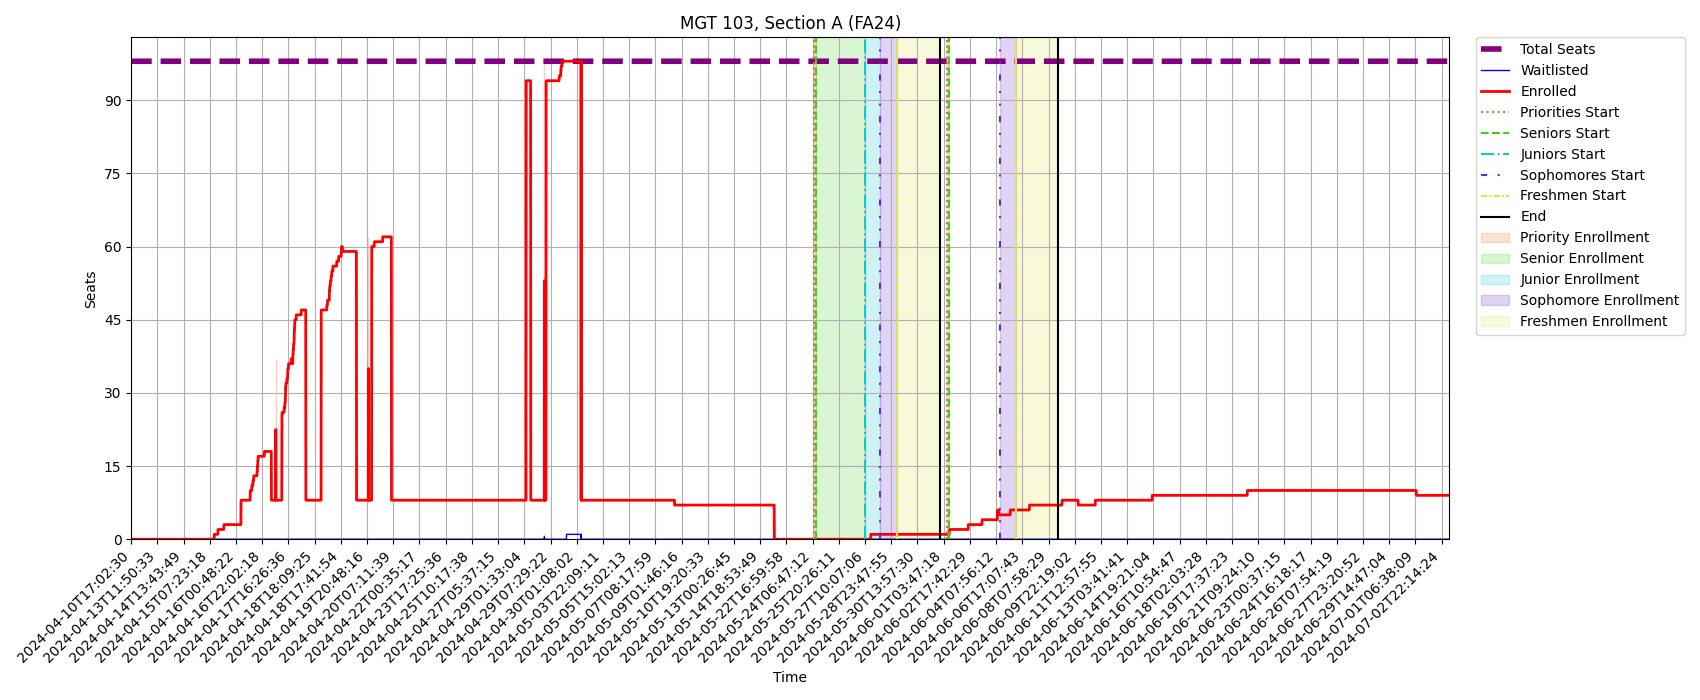 MGT 103, Section A (FA24)
Total Seats
Waitlisted
Enrolled
Priorities Start
Seniors Start
Juniors Start
Sophomores Start
Freshmen Start
End
Priority Enrollment
Senior Enrollment
Junior Enrollment
Sophomore Enrollment
Freshmen Enrollment
Seats
90
75
60
45
30
15
0
2024-04-10T17:02:30
2024-04-13T11:50:33
2024-04-14T13:43:49
2024-04-15T07:23:18
2024-04-16T00:48:22
2024-04-16T22:02:18
2024-04-17T16:26:36
2024-04-18T18:09:25
2024-04-18T17:41:54
2024-04-19T20:48:16
2024-04-20T07:11:39
2024-04-22T00:35:17
2024-04-23T17:25:36
2024-04-25T10:17:38
2024-04-27T05:37:15
2024-04-29T01:33:04
2024-04-29T07:29:22
2024-04-30T01:08:02
2024-05-03T22:09:11
2024-05-05T15:02:13
2024-05-07T08:17:59
2024-05-09T01:46:16
2024-05-10T19:20:33
2024-05-13T00:26:45
2024-05-14T18:53:49
2024-05-22T16:59:58
2024-05-24T06:47:12
2024-05-25T20:26:11
2024-05-27T10:07:06
2024-05-28T23:47:55
2024-05-30T13:57:30
2024-06-01T03:47:18
2024-06-02T17:42:29
2024-06-04T07:56:12
2024-06-06T17:07:43
2024-06-08T07:58:29
2024-06-09T22:19:02
2024-06-11T12:57:55
2024-06-13T03:41:41
2024-06-14T19:21:04
2024-06-16T10:54:47
2024-06-18T02:03:28
2024-06-19T17:37:23
2024-06-21T09:24:10
2024-06-23T00:37:15
2024-06-24T16:18:17
2024-06-26T07:54:19
2024-06-27T23:20:52
2024-06-29T14:47:04
2024-07-01T06:38:09
2024-07-02T22:14:24
Time